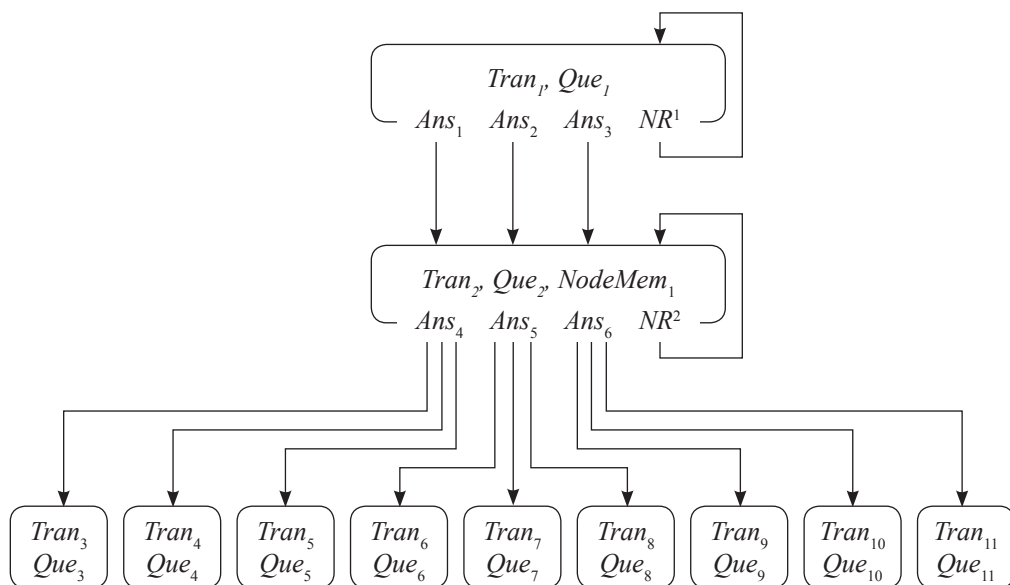 Tran₁, Que₁
Ans₁ Ans₂ Ans₃ NR¹
Tran₂, Que₂, NodeMem₁
Ans₄ Ans₅ Ans₆ NR²
Tran₃ Tran₄ Tran₅ Tran₆ Tran₇ Tran₈ Tran₉ Tran₁₀ Tran₁₁
Que₃ Que₄ Que₅ Que₆ Que₇ Que₈ Que₉ Que₁₀ Que₁₁